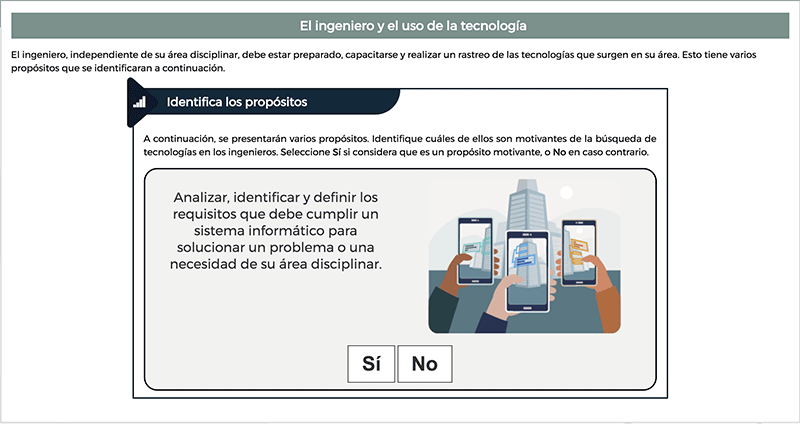 El ingeniero y el uso de la tecnología
El ingeniero, independiente de su área disciplinar, debe estar preparado, capacitarse y realizar un rastreo de las tecnologías que surgen en su área. Esto tiene varios
propósitos que se identificaran a continuación.
Identifica los propósitos
A continuación, se presentarán varios propósitos. Identifique cuáles de ellos son motivantes de la búsqueda de
tecnologías en los ingenieros. Seleccione Sí si considera que es un propósito motivante, o No en caso contrario.
Analizar, identificar y definir los
requisitos que debe cumplir un
sistema informático para
solucionar un problema o una
necesidad de su área disciplinar.
Sí No